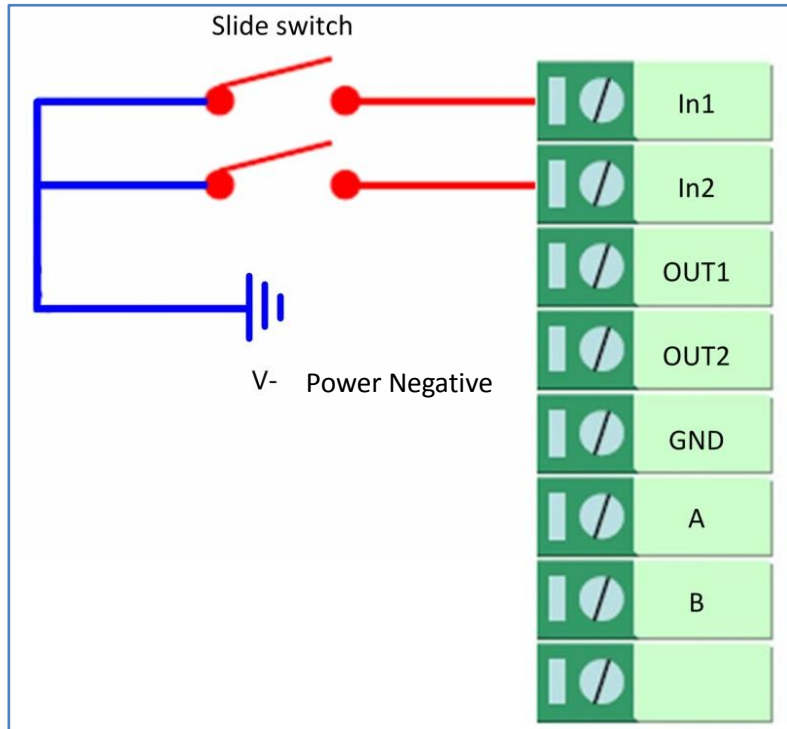 Slide switch
In1
In2
OUT1
OUT2
V- Power Negative
GND
A
B